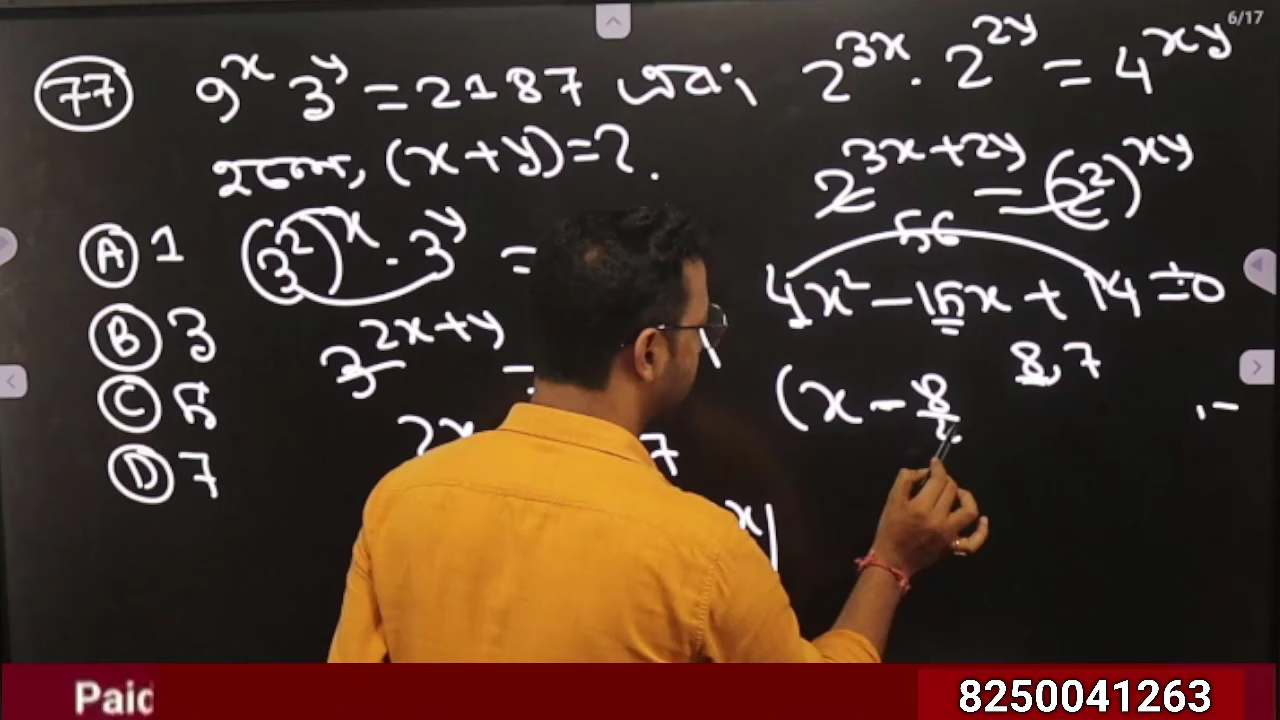 6/17
77 9^x 3^y = 2187 এবং, 2^{3x} . 2^{2y} = 4^{xy}
হলে, (x+y)=?
2^{3x+2y} = (2^2)^{xy}
A 1
(3^2)^x . 3^y =
56
4x^2 - 15x + 14 = 0
B 3
3^{2x+y} =
8, 7
C 5
(x - 8/
2x 7
D 7
x
Paid
8250041263